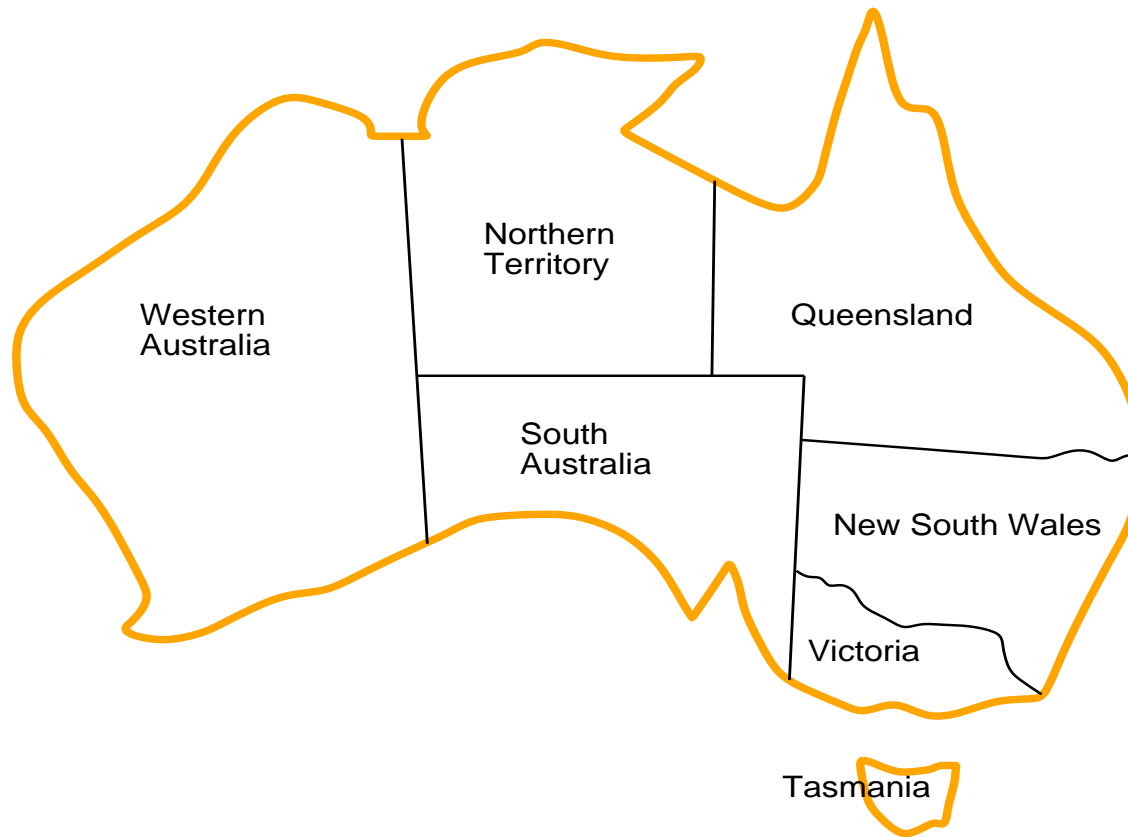 Northern
Territory
Western
Australia
Queensland
South
Australia
New South Wales
Victoria
Tasmania